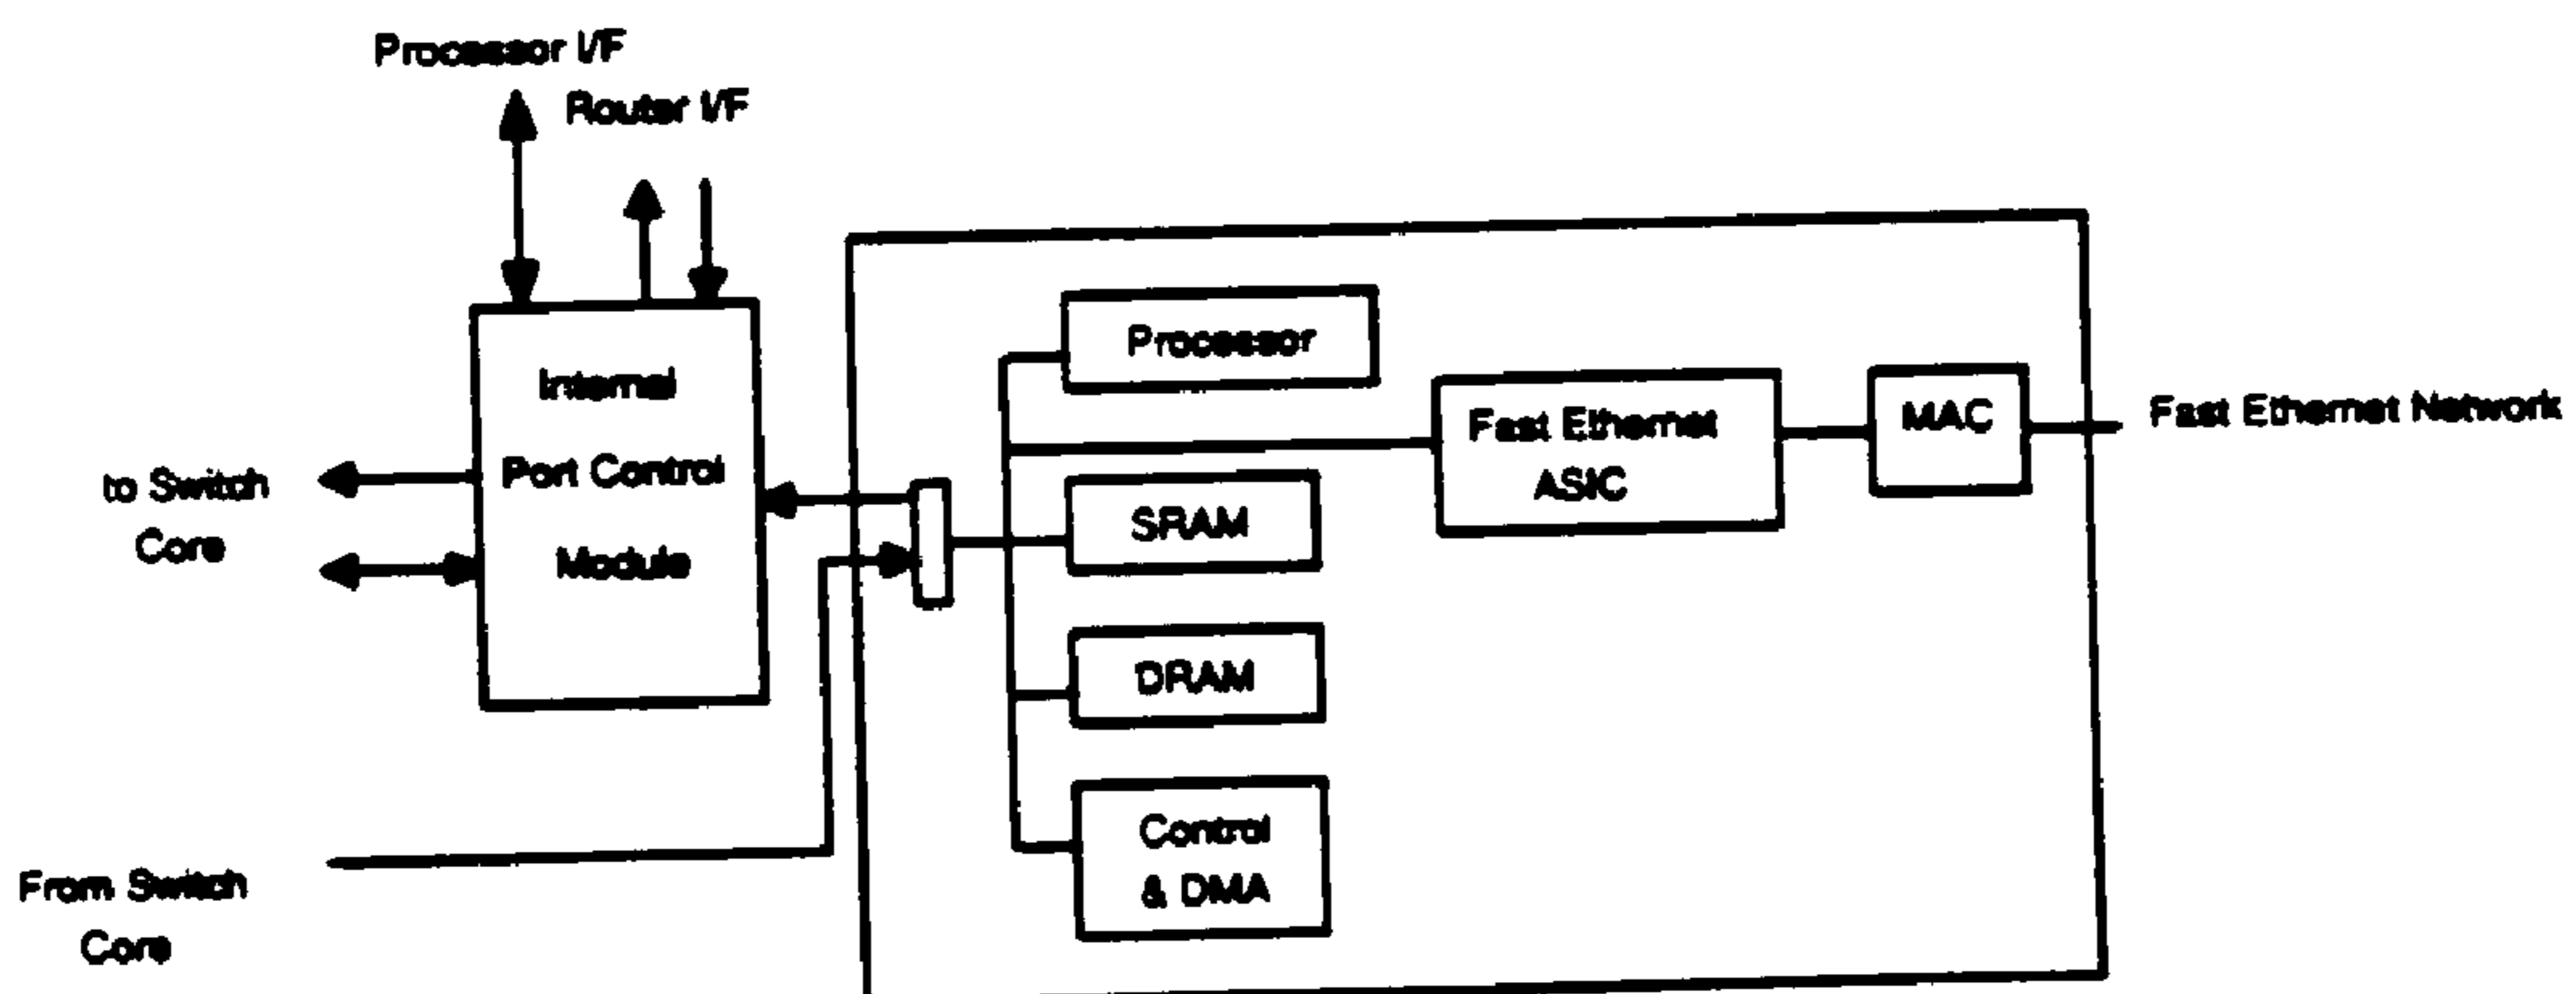 Processor I/F
Router I/F
Internal
Port Control
Module
to Switch
Core
From Switch
Core
Processor
Fast Ethernet
ASIC
MAC
Fast Ethernet Network
SRAM
DRAM
Control
& DMA